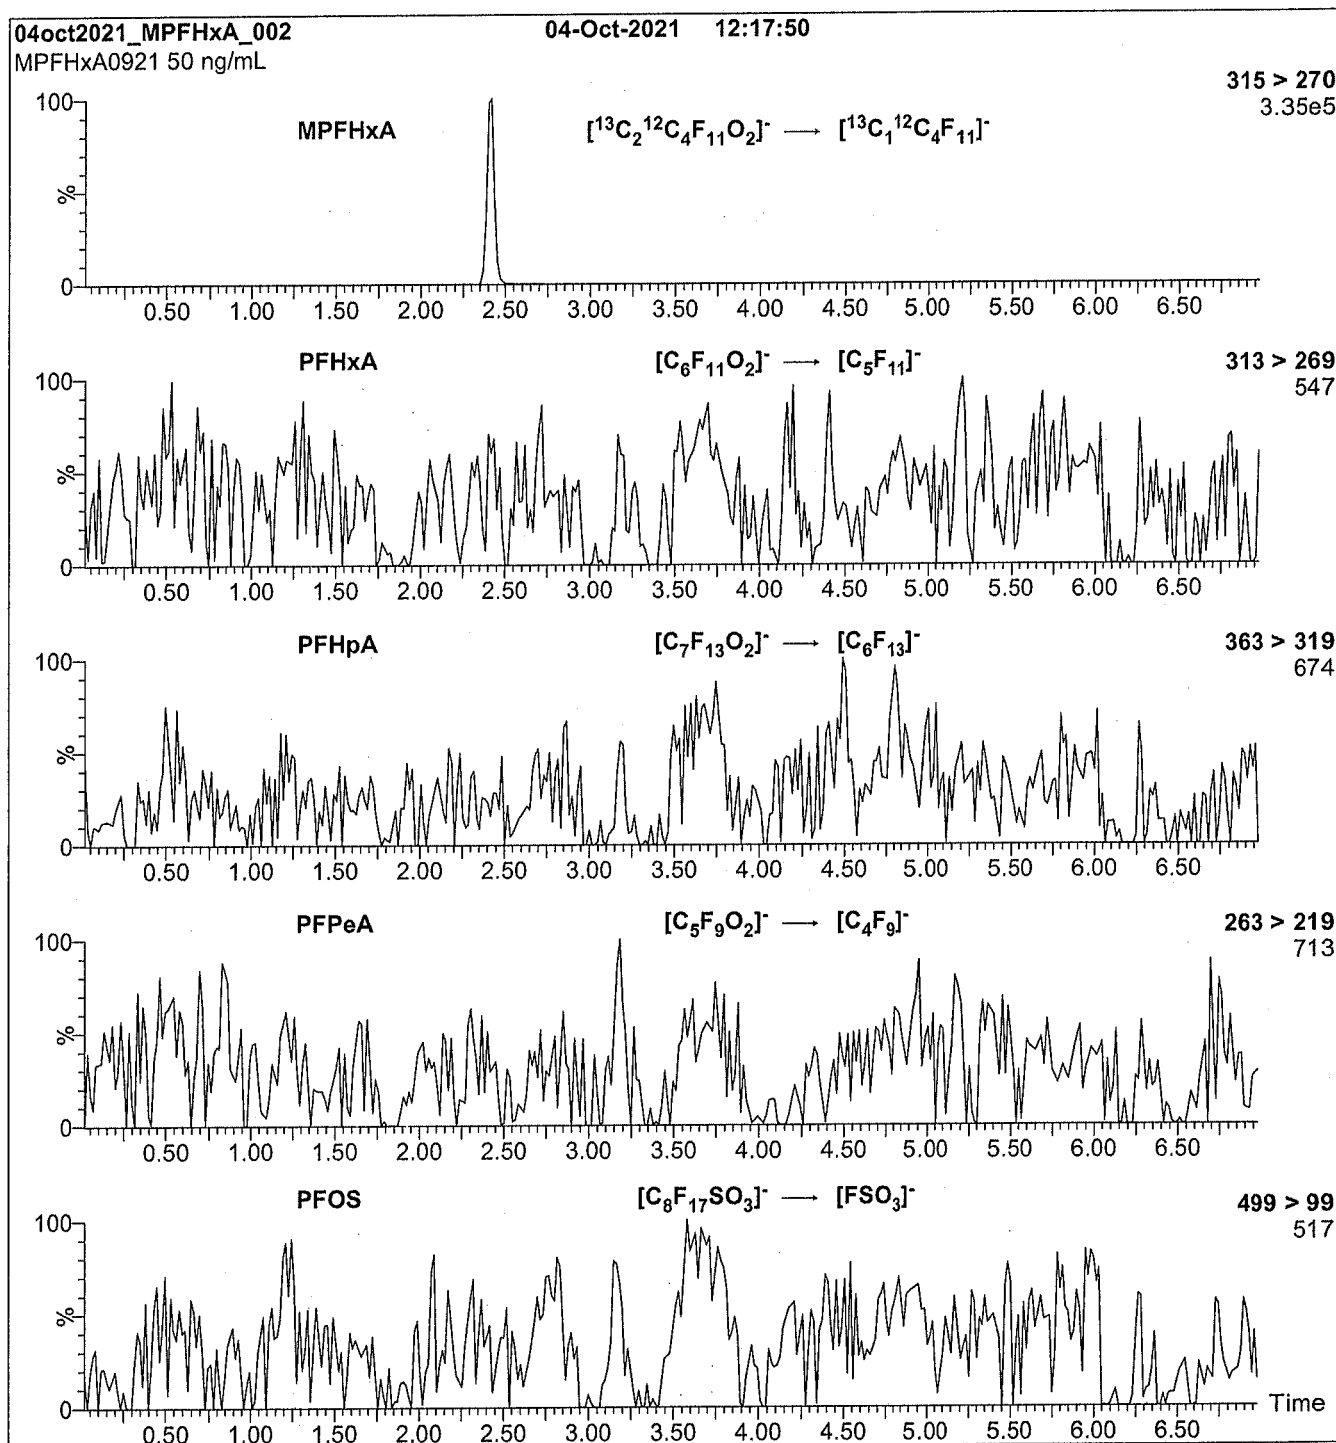 04oct2021_MPFHxA_002 04-Oct-2021 12:17:50
MPFHxA0921 50 ng/mL
315 > 270
3.35e5
MPFHxA [¹³C₂¹²C₄F₁₁O₂]⁻ → [¹³C₁¹²C₄F₁₁]⁻
100
%
0
0.50 1.00 1.50 2.00 2.50 3.00 3.50 4.00 4.50 5.00 5.50 6.00 6.50
PFHxA [C₆F₁₁O₂]⁻ → [C₅F₁₁]⁻ 313 > 269
547
100
%
0
0.50 1.00 1.50 2.00 2.50 3.00 3.50 4.00 4.50 5.00 5.50 6.00 6.50
PFHpA [C₇F₁₃O₂]⁻ → [C₆F₁₃]⁻ 363 > 319
674
100
%
0
0.50 1.00 1.50 2.00 2.50 3.00 3.50 4.00 4.50 5.00 5.50 6.00 6.50
PFPeA [C₅F₉O₂]⁻ → [C₄F₉]⁻ 263 > 219
713
100
%
0
0.50 1.00 1.50 2.00 2.50 3.00 3.50 4.00 4.50 5.00 5.50 6.00 6.50
PFOS [C₈F₁₇SO₃]⁻ → [FSO₃]⁻ 499 > 99
517
100
%
0
Time
0.50 1.00 1.50 2.00 2.50 3.00 3.50 4.00 4.50 5.00 5.50 6.00 6.50